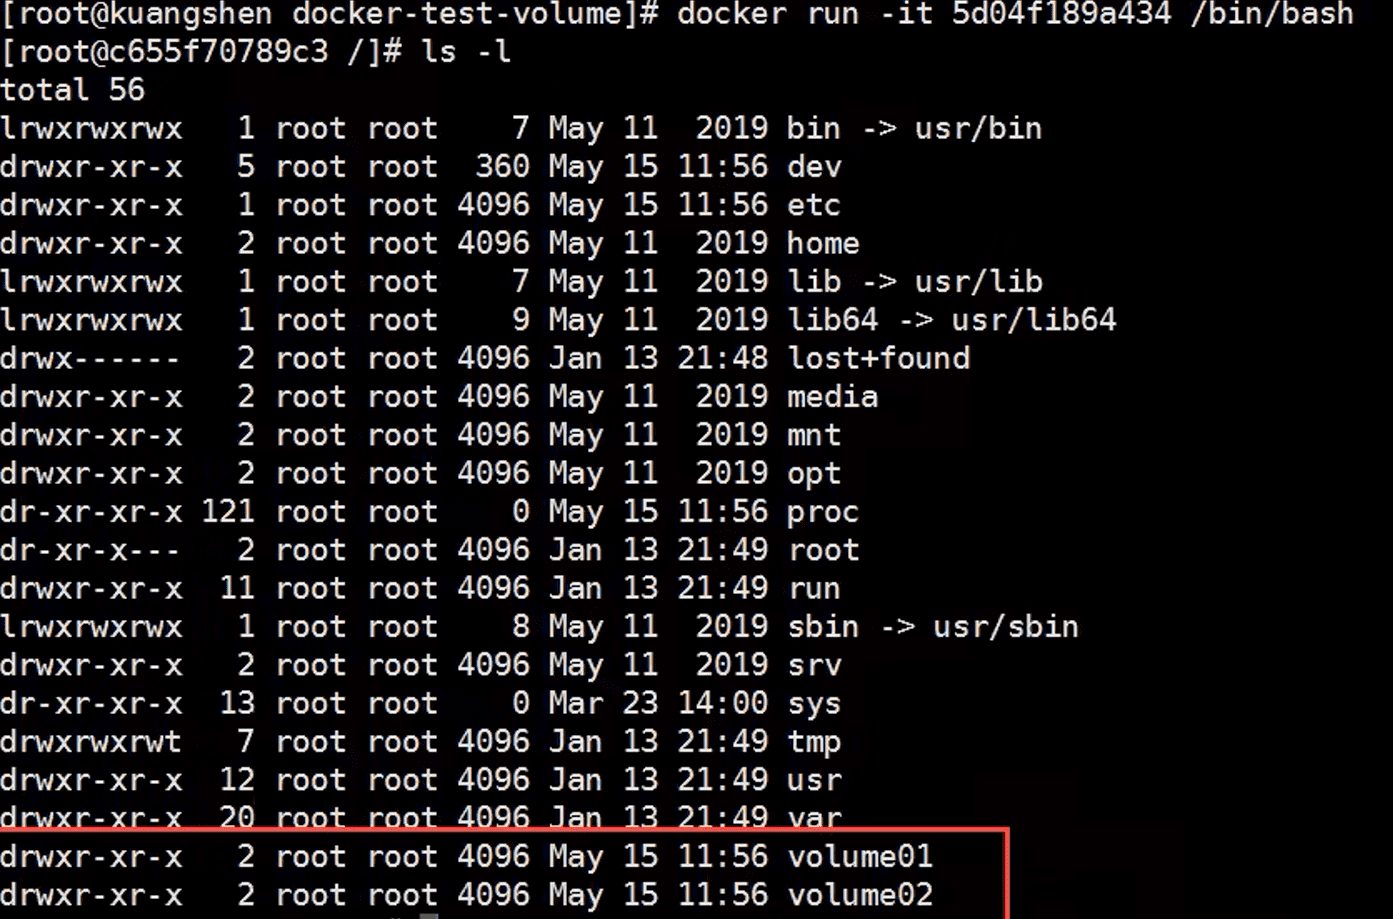 [root@kuangshen docker-test-volume]# docker run -it 5d04f189a434 /bin/bash
[root@c655f70789c3 /]# ls -l
total 56
lrwxrwxrwx   1 root root    7 May 11  2019 bin -> usr/bin
drwxr-xr-x   5 root root  360 May 15 11:56 dev
drwxr-xr-x   1 root root 4096 May 15 11:56 etc
drwxr-xr-x   2 root root 4096 May 11  2019 home
lrwxrwxrwx   1 root root    7 May 11  2019 lib -> usr/lib
lrwxrwxrwx   1 root root    9 May 11  2019 lib64 -> usr/lib64
drwx------   2 root root 4096 Jan 13 21:48 lost+found
drwxr-xr-x   2 root root 4096 May 11  2019 media
drwxr-xr-x   2 root root 4096 May 11  2019 mnt
drwxr-xr-x   2 root root 4096 May 11  2019 opt
dr-xr-xr-x 121 root root    0 May 15 11:56 proc
dr-xr-x---   2 root root 4096 Jan 13 21:49 root
drwxr-xr-x  11 root root 4096 Jan 13 21:49 run
lrwxrwxrwx   1 root root    8 May 11  2019 sbin -> usr/sbin
drwxr-xr-x   2 root root 4096 May 11  2019 srv
dr-xr-xr-x  13 root root    0 Mar 23 14:00 sys
drwxrwxrwt   7 root root 4096 Jan 13 21:49 tmp
drwxr-xr-x  12 root root 4096 Jan 13 21:49 usr
drwxr-xr-x  20 root root 4096 Jan 13 21:49 var
drwxr-xr-x   2 root root 4096 May 15 11:56 volume01
drwxr-xr-x   2 root root 4096 May 15 11:56 volume02